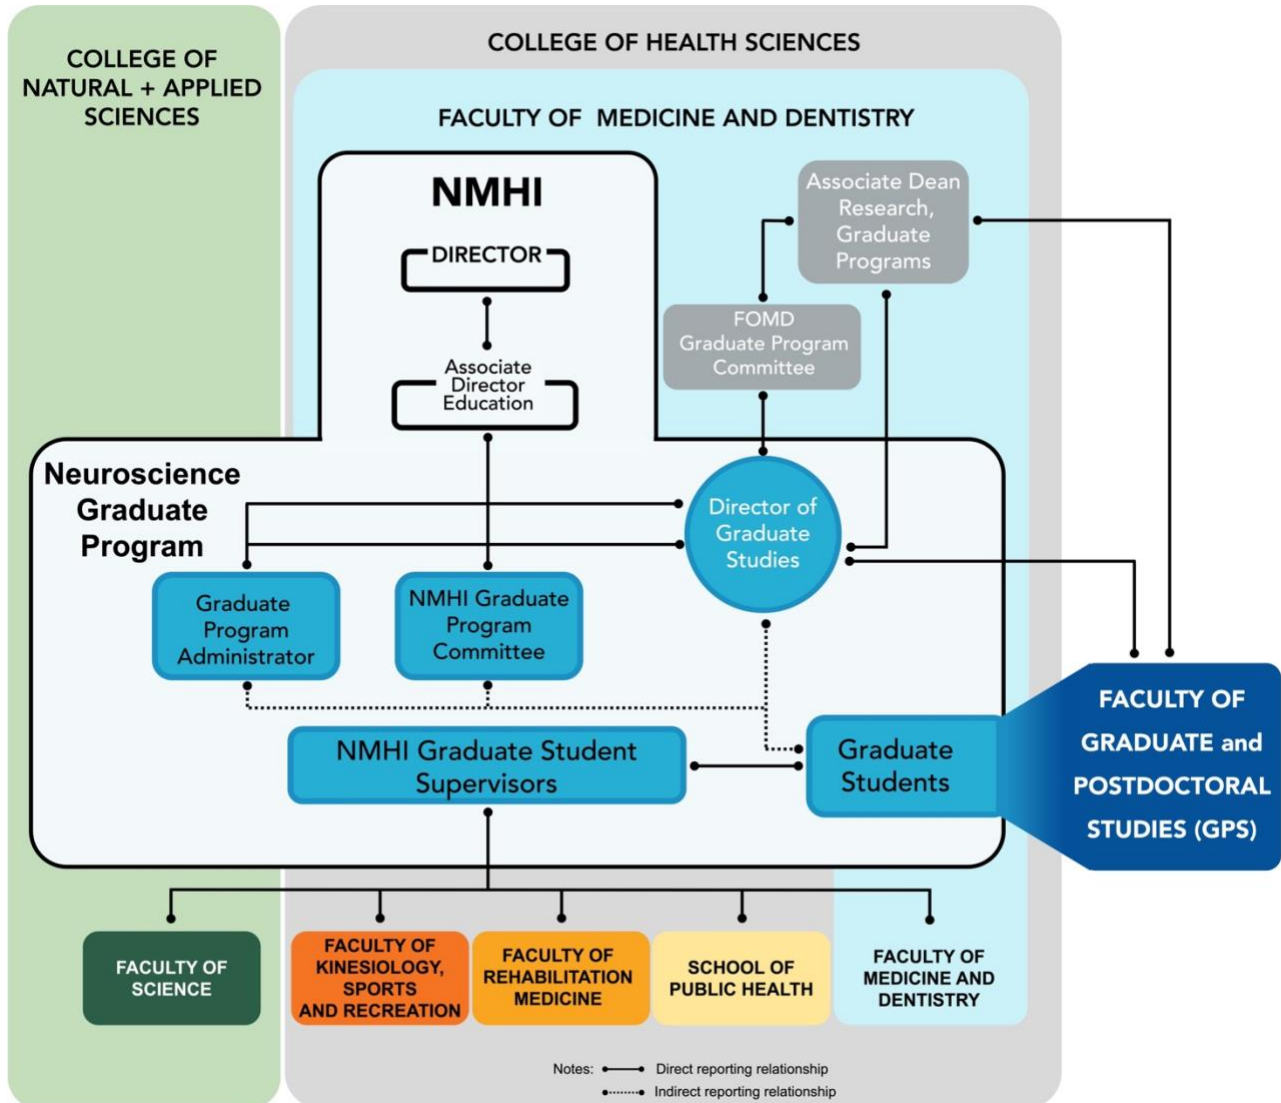 COLLEGE OF
NATURAL + APPLIED
SCIENCES
COLLEGE OF HEALTH SCIENCES
FACULTY OF MEDICINE AND DENTISTRY
NMHI
DIRECTOR
Associate
Director
Education
Associate Dean
Research,
Graduate
Programs
FOMD
Graduate Program
Committee
Neuroscience
Graduate
Program
Director of
Graduate
Studies
Graduate
Program
Administrator
NMHI Graduate
Program
Committee
NMHI Graduate Student
Supervisors
Graduate
Students
FACULTY OF
GRADUATE and
POSTDOCTORAL
STUDIES (GPS)
FACULTY OF
SCIENCE
FACULTY OF
KINESIOLOGY,
SPORTS
AND RECREATION
FACULTY OF
REHABILITATION
MEDICINE
SCHOOL OF
PUBLIC HEALTH
FACULTY OF
MEDICINE AND
DENTISTRY
Notes: Direct reporting relationship
Indirect reporting relationship